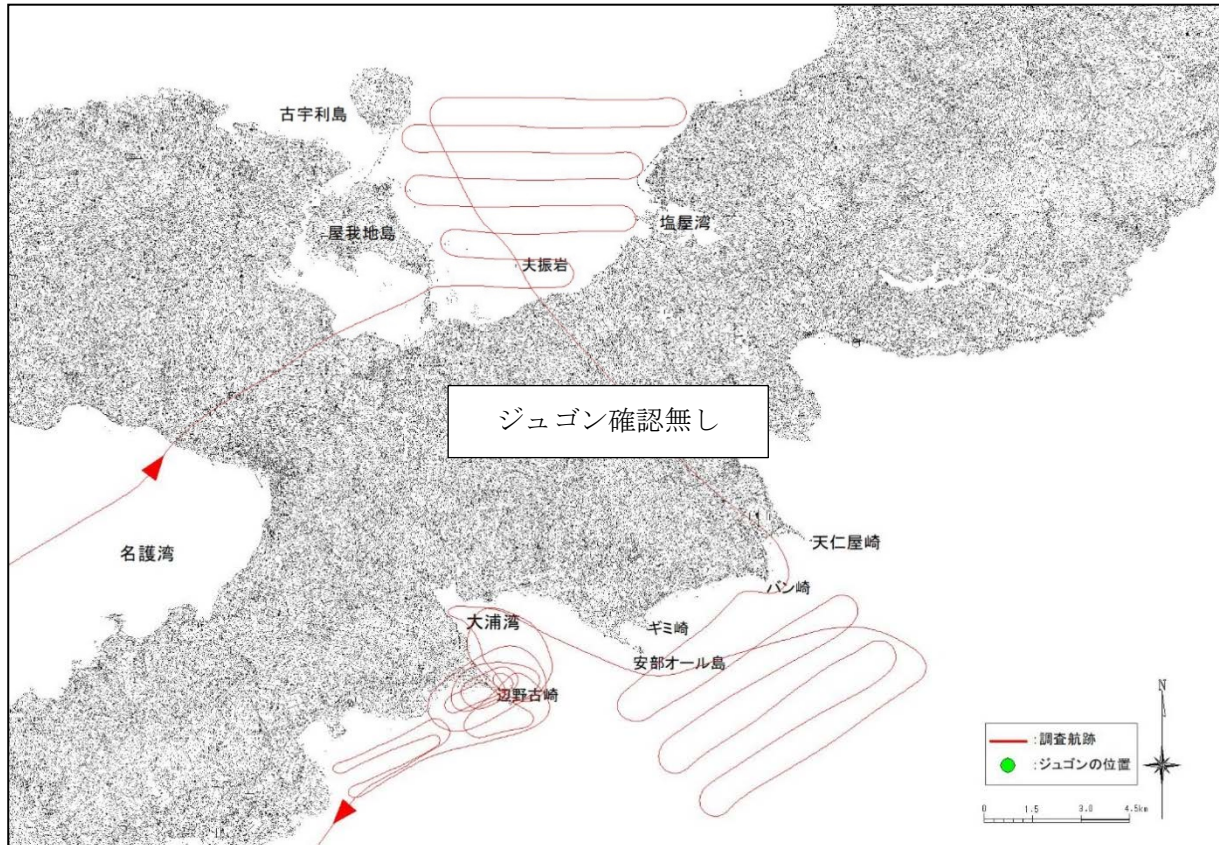 古宇利島
屋我地島
塩屋湾
夫振岩
ジュゴン確認無し
名護湾
天仁屋崎
バン崎
大浦湾
ギミ崎
安部オール島
辺野古崎
N
:調査航跡
:ジュゴンの位置
0 1.5 3.0 4.5km